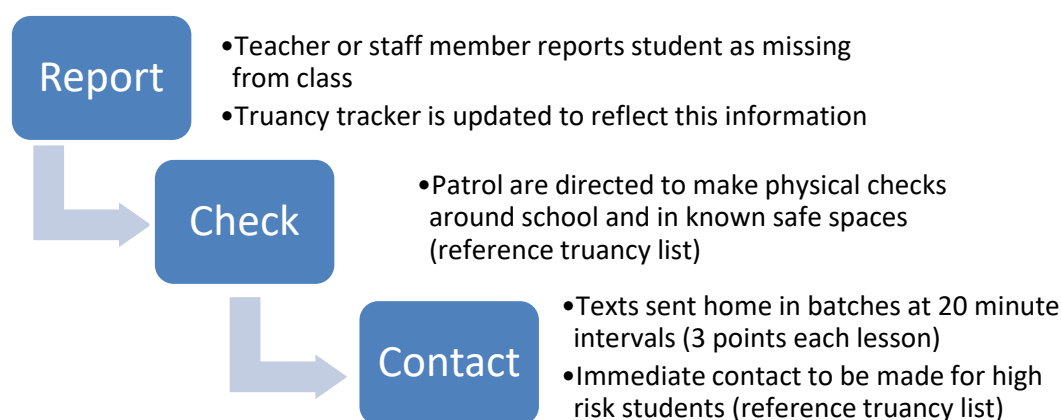 Report
•Teacher or staff member reports student as missing
from class
•Truancy tracker is updated to reflect this information
Check
•Patrol are directed to make physical checks
around school and in known safe spaces
(reference truancy list)
Contact
•Texts sent home in batches at 20 minute
intervals (3 points each lesson)
•Immediate contact to be made for high
risk students (reference truancy list)